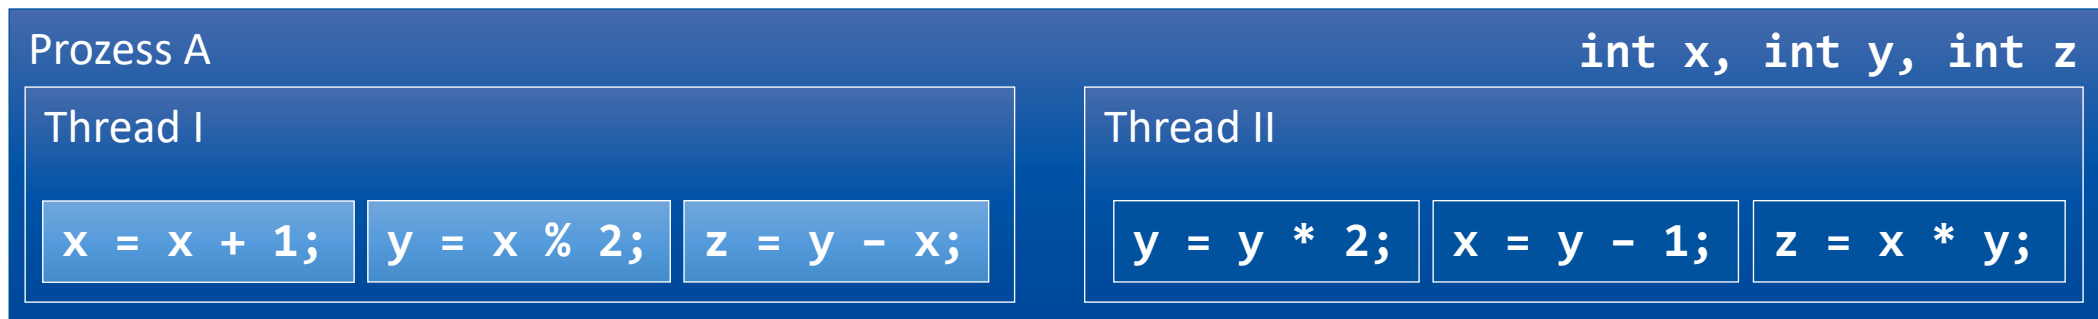 Prozess A int x, int y, int z
Thread I Thread II
x = x + 1; y = x % 2; z = y - x; y = y * 2; x = y - 1; z = x * y;